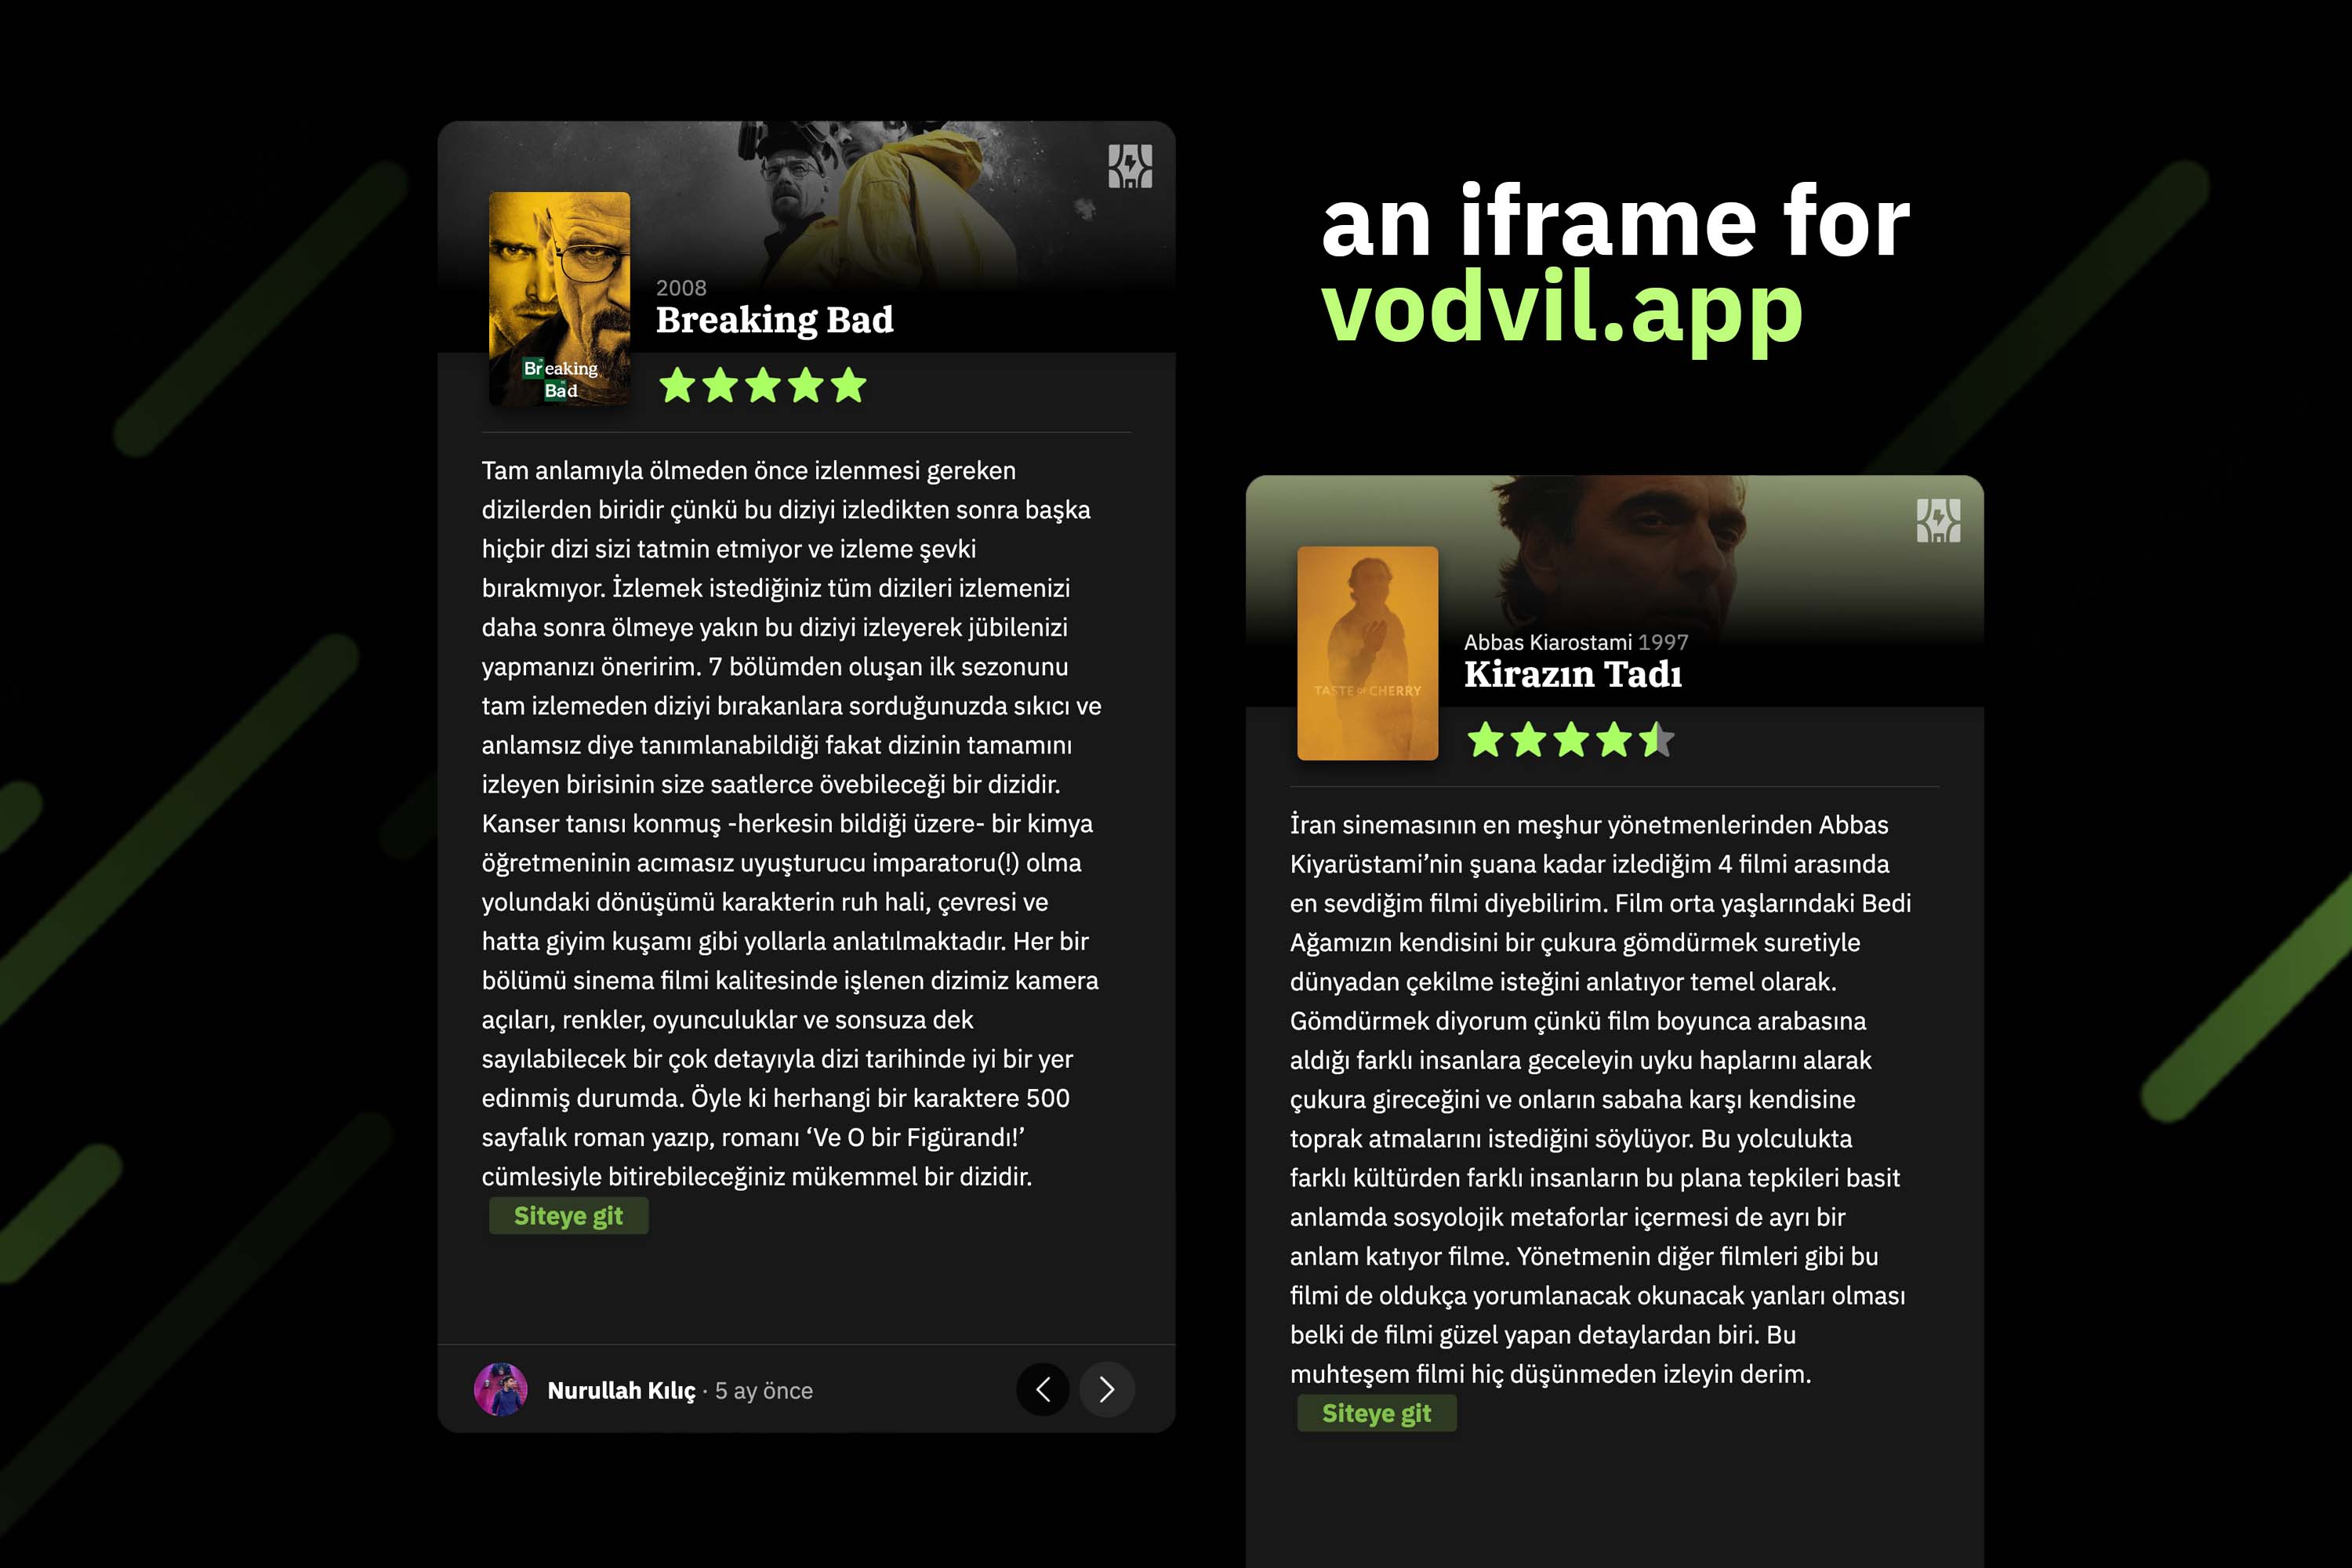 2008
Breaking Bad
Breaking
Bad
Tam anlamıyla ölmeden önce izlenmesi gereken
dizilerden biridir çünkü bu diziyi izledikten sonra başka
hiçbir dizi sizi tatmin etmiyor ve izleme şevki
bırakmıyor. İzlemek istediğiniz tüm dizileri izlemenizi
daha sonra ölmeye yakın bu diziyi izleyerek jübilenizi
yapmanızı öneririm. 7 bölümden oluşan ilk sezonunu
tam izlemeden diziyi bırakanlara sorduğunuzda sıkıcı ve
anlamsız diye tanımlanabildiği fakat dizinin tamamını
izleyen birisinin size saatlerce övebileceği bir dizidir.
Kanser tanısı konmuş -herkesin bildiği üzere- bir kimya
öğretmeninin acımasız uyuşturucu imparatoru(!) olma
yolundaki dönüşümü karakterin ruh hali, çevresi ve
hatta giyim kuşamı gibi yollarla anlatılmaktadır. Her bir
bölümü sinema filmi kalitesinde işlenen dizimiz kamera
açıları, renkler, oyunculuklar ve sonsuza dek
sayılabilecek bir çok detayıyla dizi tarihinde iyi bir yer
edinmiş durumda. Öyle ki herhangi bir karaktere 500
sayfalık roman yazıp, romanı ‘Ve O bir Figürandı!’
cümlesiyle bitirebileceğiniz mükemmel bir dizidir.
Siteye git
Nurullah Kılıç · 5 ay önce
an iframe for
vodvil.app
Abbas Kiarostami 1997
Kirazın Tadı
TASTE OF CHERRY
İran sinemasının en meşhur yönetmenlerinden Abbas
Kiyarüstami’nin şuana kadar izlediğim 4 filmi arasında
en sevdiğim filmi diyebilirim. Film orta yaşlarındaki Bedi
Ağamızın kendisini bir çukura gömdürmek suretiyle
dünyadan çekilme isteğini anlatıyor temel olarak.
Gömdürmek diyorum çünkü film boyunca arabasına
aldığı farklı insanlara geceleyin uyku haplarını alarak
çukura gireceğini ve onların sabaha karşı kendisine
toprak atmalarını istediğini söylüyor. Bu yolculukta
farklı kültürden farklı insanların bu plana tepkileri basit
anlamda sosyolojik metaforlar içermesi de ayrı bir
anlam katıyor filme. Yönetmenin diğer filmleri gibi bu
filmi de oldukça yorumlanacak okunacak yanları olması
belki de filmi güzel yapan detaylardan biri. Bu
muhteşem filmi hiç düşünmeden izleyin derim.
Siteye git